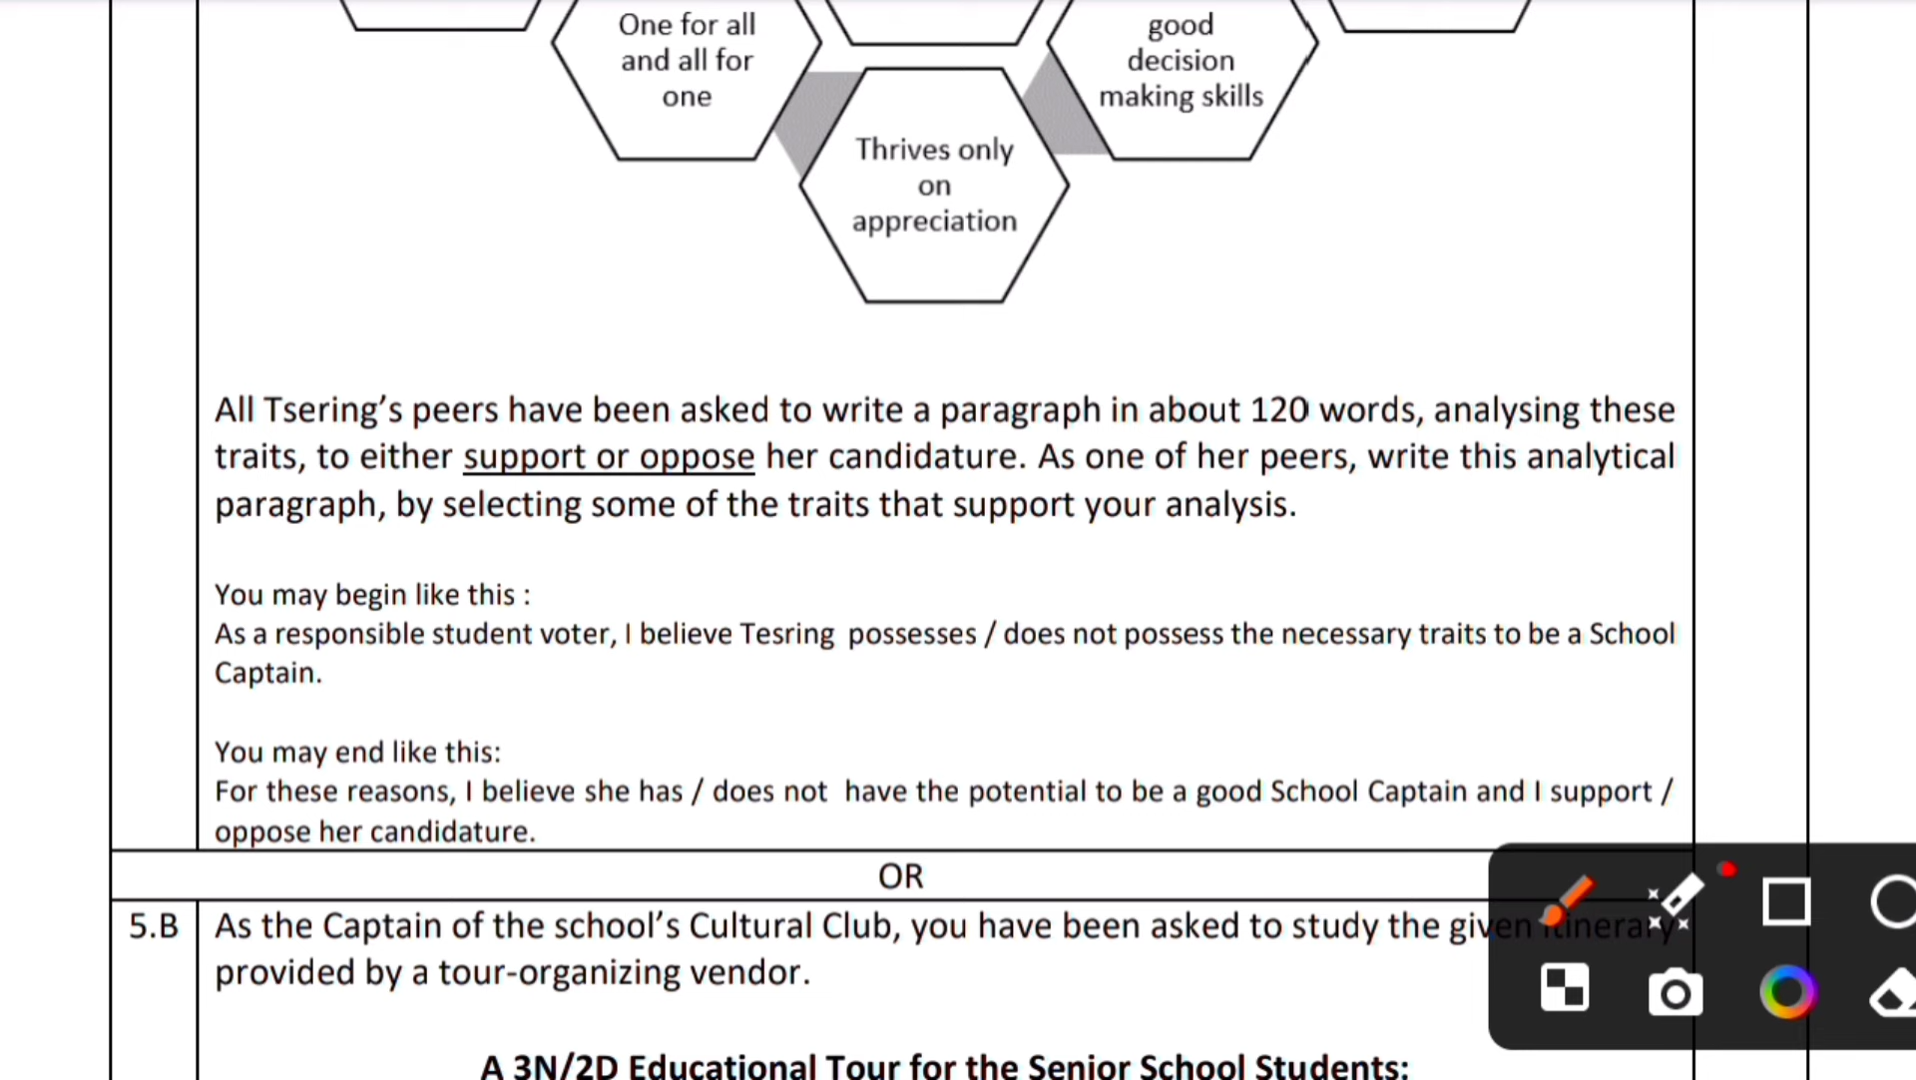 One for all
and all for
one
good
decision
making skills
Thrives only
on
appreciation
All Tsering’s peers have been asked to write a paragraph in about 120 words, analysing these
traits, to either support or oppose her candidature. As one of her peers, write this analytical
paragraph, by selecting some of the traits that support your analysis.
You may begin like this :
As a responsible student voter, I believe Tesring possesses / does not possess the necessary traits to be a School
Captain.
You may end like this:
For these reasons, I believe she has / does not have the potential to be a good School Captain and I support /
oppose her candidature.
OR
5.B
As the Captain of the school’s Cultural Club, you have been asked to study the given itinerary
provided by a tour-organizing vendor.
A 3N/2D Educational Tour for the Senior School Students: